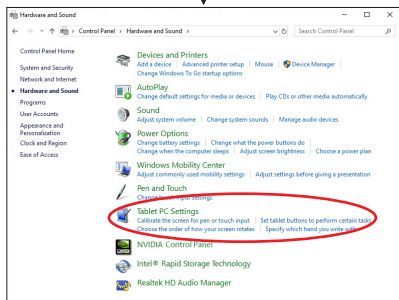 Hardware and Sound
Control Panel > Hardware and Sound >
Search Control Panel
Control Panel Home
System and Security
Network and Internet
Hardware and Sound
Programs
User Accounts
Appearance and
Personalization
Clock and Region
Ease of Access
Devices and Printers
Add a device | Advanced printer setup | Mouse | Device Manager |
Change Windows To Go startup options
AutoPlay
Change default settings for media or devices | Play CDs or other media automatically
Sound
Adjust system volume | Change system sounds | Manage audio devices
Power Options
Change battery settings | Change what the power buttons do |
Change when the computer sleeps | Adjust screen brightness | Choose a power plan
Windows Mobility Center
Adjust commonly used mobility settings | Adjust settings before giving a presentation
Pen and Touch
Change touch input settings
Tablet PC Settings
Calibrate the screen for pen or touch input | Set tablet buttons to perform certain tasks
Choose the order of how your screen rotates | Specify which hand you write with
NVIDIA Control Panel
Intel® Rapid Storage Technology
Realtek HD Audio Manager